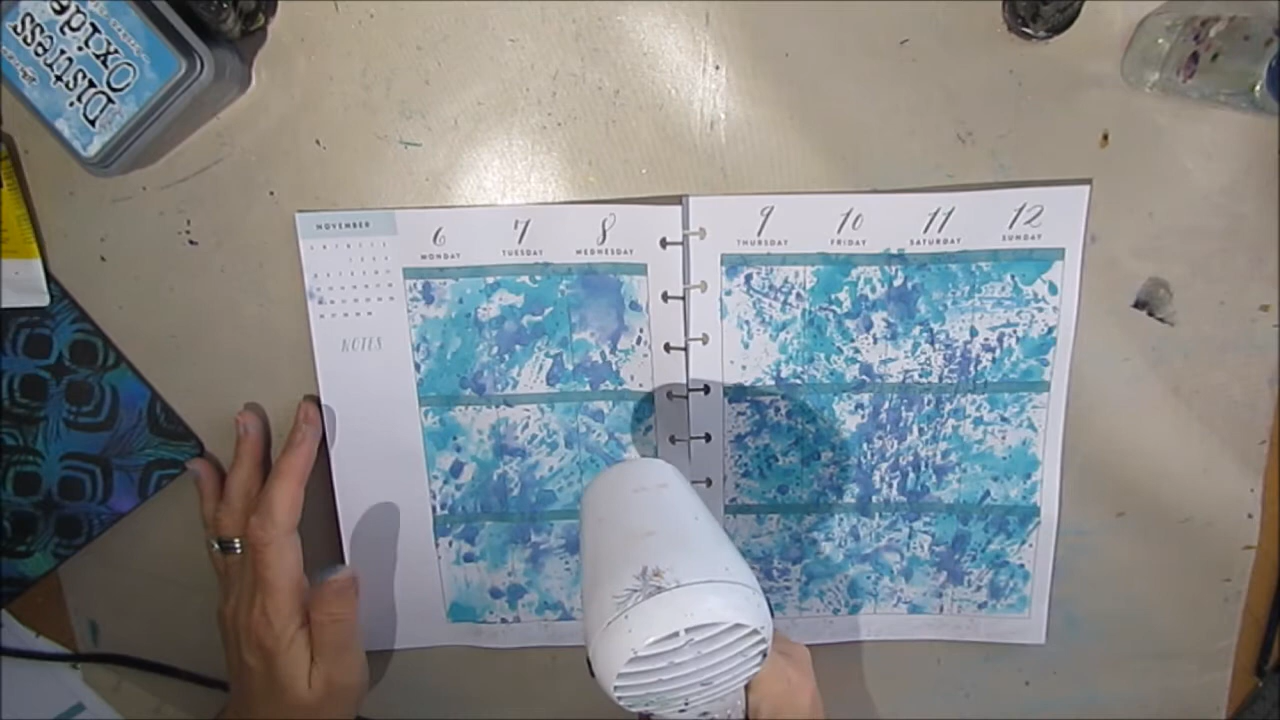 Distress
Oxide
NOVEMBER
6
MONDAY
7
TUESDAY
8
WEDNESDAY
9
THURSDAY
10
FRIDAY
11
SATURDAY
12
SUNDAY
NOTES